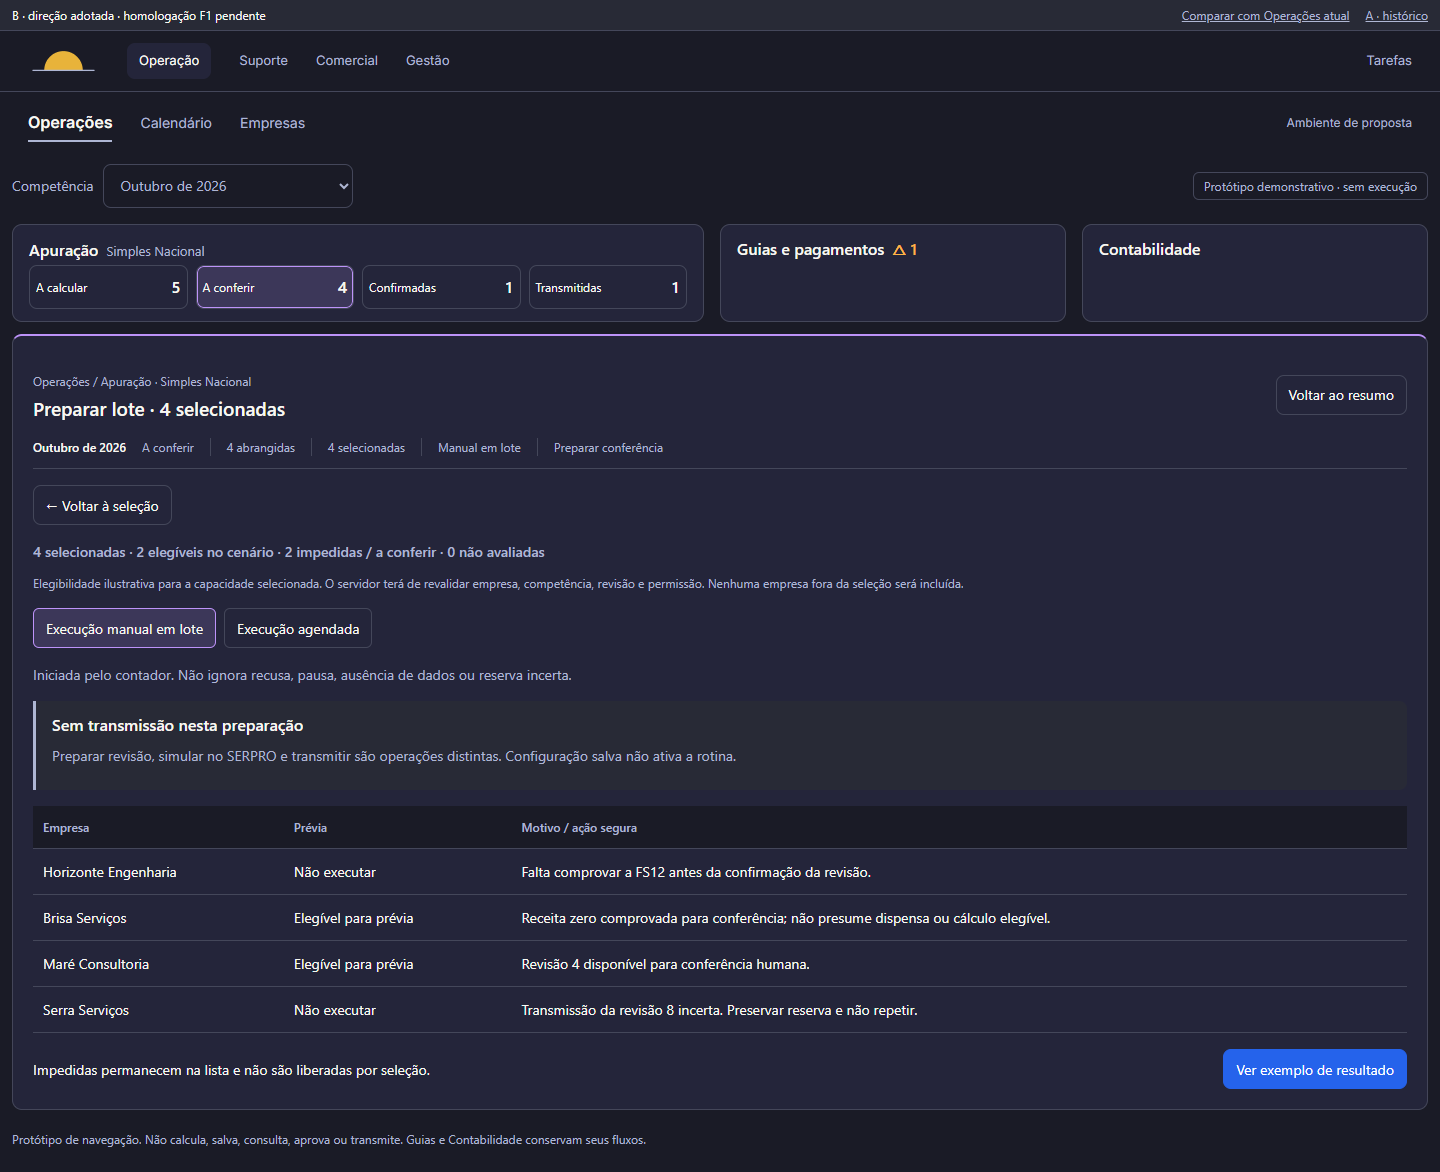 B · direção adotada · homologação F1 pendente
Comparar com Operações atual
A · histórico
Operação
Suporte
Comercial
Gestão
Tarefas
Operações
Calendário
Empresas
Ambiente de proposta
Competência
Outubro de 2026
Protótipo demonstrativo · sem execução
Apuração Simples Nacional
A calcular 5
A conferir 4
Confirmadas 1
Transmitidas 1
Guias e pagamentos △ 1
Contabilidade
Operações / Apuração · Simples Nacional
Preparar lote · 4 selecionadas
Voltar ao resumo
Outubro de 2026
A conferir
4 abrangidas
4 selecionadas
Manual em lote
Preparar conferência
← Voltar à seleção
4 selecionadas · 2 elegíveis no cenário · 2 impedidas / a conferir · 0 não avaliadas
Elegibilidade ilustrativa para a capacidade selecionada. O servidor terá de revalidar empresa, competência, revisão e permissão. Nenhuma empresa fora da seleção será incluída.
Execução manual em lote
Execução agendada
Iniciada pelo contador. Não ignora recusa, pausa, ausência de dados ou reserva incerta.
Sem transmissão nesta preparação
Preparar revisão, simular no SERPRO e transmitir são operações distintas. Configuração salva não ativa a rotina.
Empresa
Prévia
Motivo / ação segura
Horizonte Engenharia
Não executar
Falta comprovar a FS12 antes da confirmação da revisão.
Brisa Serviços
Elegível para prévia
Receita zero comprovada para conferência; não presume dispensa ou cálculo elegível.
Maré Consultoria
Elegível para prévia
Revisão 4 disponível para conferência humana.
Serra Serviços
Não executar
Transmissão da revisão 8 incerta. Preservar reserva e não repetir.
Impedidas permanecem na lista e não são liberadas por seleção.
Ver exemplo de resultado
Protótipo de navegação. Não calcula, salva, consulta, aprova ou transmite. Guias e Contabilidade conservam seus fluxos.